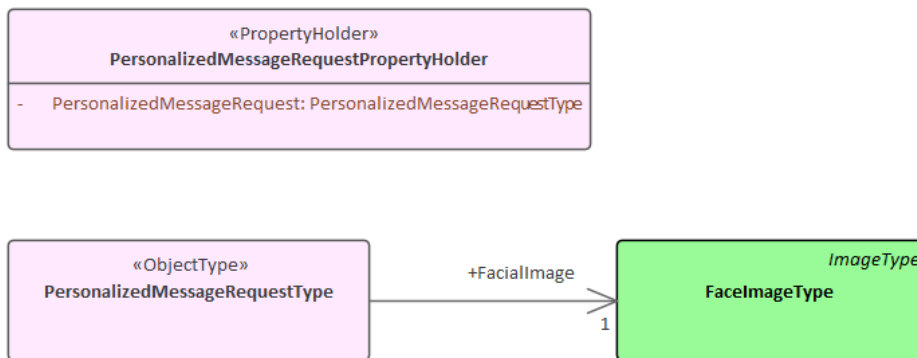 «PropertyHolder»
PersonalizedMessageRequestPropertyHolder
- PersonalizedMessageRequest: PersonalizedMessageRequestType
«ObjectType»
PersonalizedMessageRequestType
+FacialImage
1
ImageType
FaceImageType